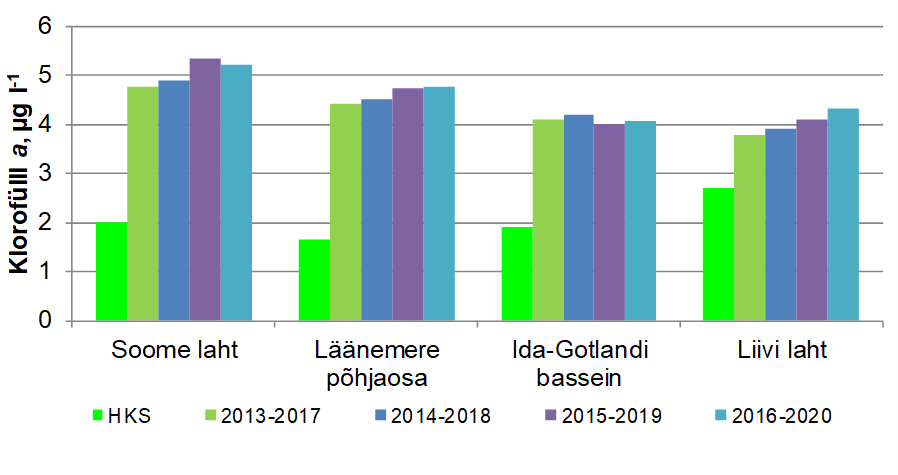 Klorofülll a, µg l-1
6
5
4
3
2
1
0
Soome laht
Läänemere
põhjaosa
Ida-Gotlandi
bassein
Liivi laht
HKS
2013-2017
2014-2018
2015-2019
2016-2020